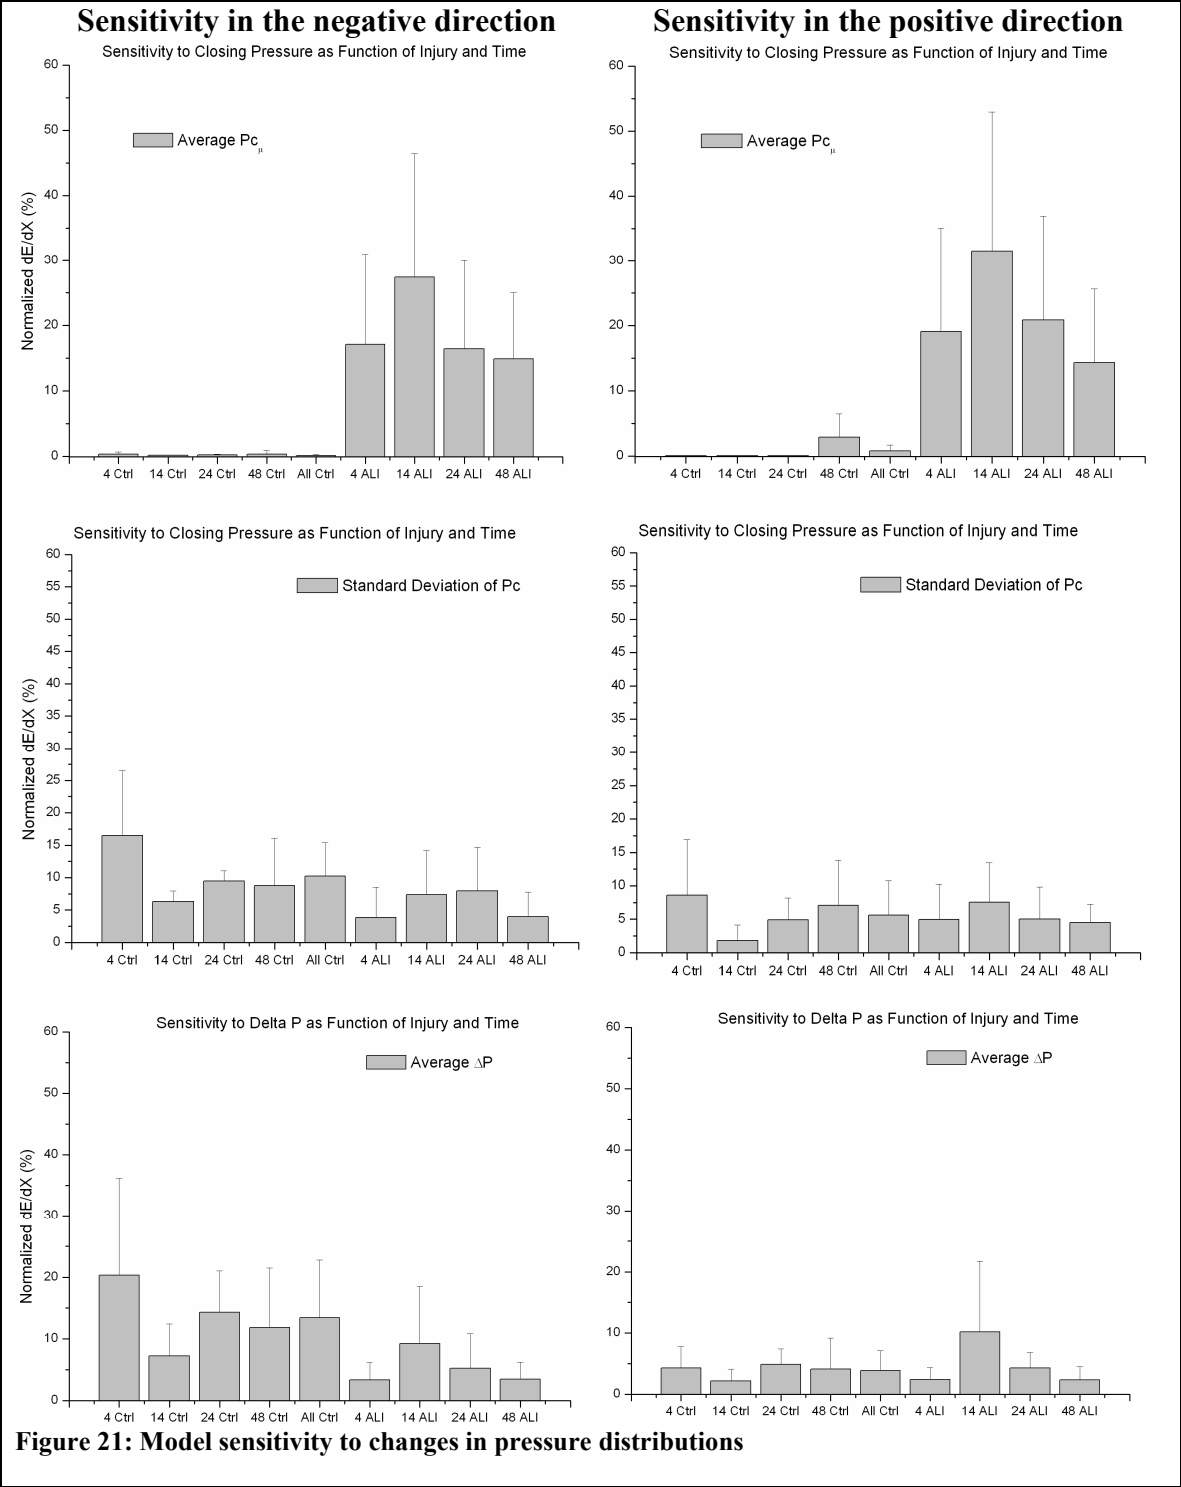 Sensitivity in the negative direction
Sensitivity in the positive direction
Sensitivity to Closing Pressure as Function of Injury and Time
60
50
40
30
20
10
0
Normalized dE/dX (%)
Average Pcμ
4 Ctrl 14 Ctrl 24 Ctrl 48 Ctrl All Ctrl 4 ALI 14 ALI 24 ALI 48 ALI
Sensitivity to Closing Pressure as Function of Injury and Time
60
50
40
30
20
10
0
Average Pcμ
4 Ctrl 14 Ctrl 24 Ctrl 48 Ctrl All Ctrl 4 ALI 14 ALI 24 ALI 48 ALI
Sensitivity to Closing Pressure as Function of Injury and Time
60
55
50
45
40
35
30
25
20
15
10
5
0
Normalized dE/dX (%)
Standard Deviation of Pc
4 Ctrl 14 Ctrl 24 Ctrl 48 Ctrl All Ctrl 4 ALI 14 ALI 24 ALI 48 ALI
Sensitivity to Closing Pressure as Function of Injury and Time
60
55
50
45
40
35
30
25
20
15
10
5
0
Standard Deviation of Pc
4 Ctrl 14 Ctrl 24 Ctrl 48 Ctrl All Ctrl 4 ALI 14 ALI 24 ALI 48 ALI
Sensitivity to Delta P as Function of Injury and Time
60
50
40
30
20
10
0
Normalized dE/dX (%)
Average ΔP
4 Ctrl 14 Ctrl 24 Ctrl 48 Ctrl All Ctrl 4 ALI 14 ALI 24 ALI 48 ALI
Sensitivity to Delta P as Function of Injury and Time
60
50
40
30
20
10
0
Average ΔP
4 Ctrl 14 Ctrl 24 Ctrl 48 Ctrl All Ctrl 4 ALI 14 ALI 24 ALI 48 ALI
Figure 21: Model sensitivity to changes in pressure distributions